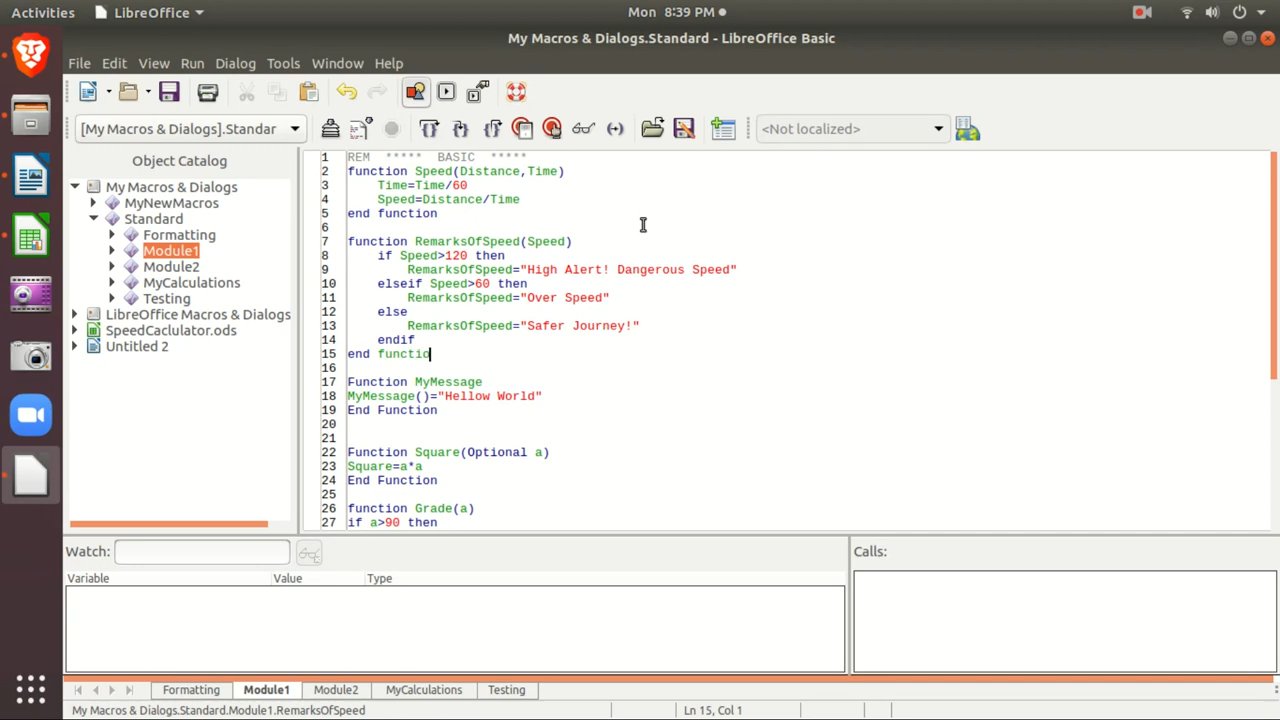 Activities LibreOffice Mon 8:39 PM
My Macros & Dialogs.Standard - LibreOffice Basic
File Edit View Run Dialog Tools Window Help
[My Macros & Dialogs].Standar <Not localized>
Object Catalog
My Macros & Dialogs
MyNewMacros
Standard
Formatting
Module1
Module2
MyCalculations
Testing
LibreOffice Macros & Dialogs
SpeedCaclulator.ods
Untitled 2
1 REM ***** BASIC *****
2 function Speed(Distance,Time)
3 Time=Time/60
4 Speed=Distance/Time
5 end function
6
7 function RemarksOfSpeed(Speed)
8 if Speed>120 then
9 RemarksOfSpeed="High Alert! Dangerous Speed"
10 elseif Speed>60 then
11 RemarksOfSpeed="Over Speed"
12 else
13 RemarksOfSpeed="Safer Journey!"
14 endif
15 end functio
16
17 Function MyMessage
18 MyMessage()="Hellow World"
19 End Function
20
21
22 Function Square(Optional a)
23 Square=a*a
24 End Function
25
26 function Grade(a)
27 if a>90 then
Watch: Calls:
Variable Value Type
Formatting Module1 Module2 MyCalculations Testing
My Macros & Dialogs.Standard.Module1.RemarksOfSpeed Ln 15, Col 1